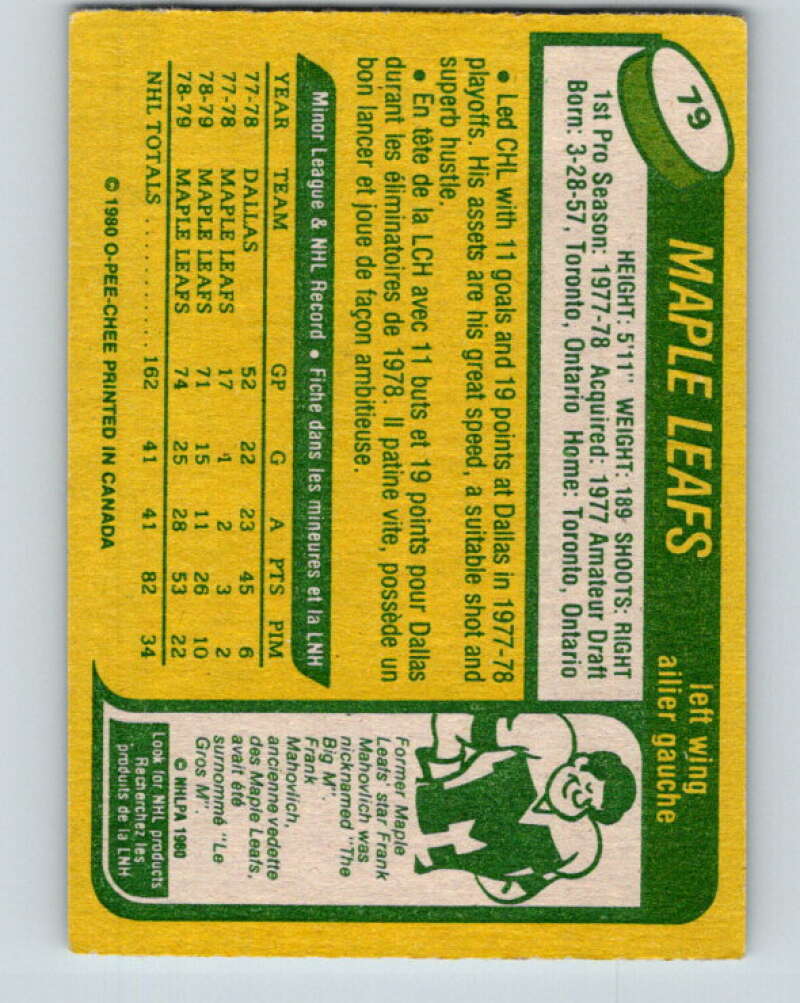 79
MAPLE LEAFS
left wing
ailier gauche
HEIGHT: 5'11" WEIGHT: 189 SHOOTS: RIGHT
1st Pro Season: 1977-78 Acquired: 1977 Amateur Draft
Born: 3-28-57, Toronto, Ontario Home: Toronto, Ontario
• Led CHL with 11 goals and 19 points at Dallas in 1977-78
playoffs. His assets are his great speed, a suitable shot and
superb hustle.
• En tête de la LCH avec 11 buts et 19 points pour Dallas
durant les éliminatoires de 1978. Il patine vite, possède un
bon lancer et joue de façon ambitieuse.
Minor League & NHL Record • Fiche dans les mineures et la LNH
YEAR TEAM GP G A PTS PIM
77-78 DALLAS 52 22 23 45 6
77-78 MAPLE LEAFS 17 1 2 3 2
78-79 MAPLE LEAFS 71 15 11 26 10
78-79 MAPLE LEAFS 74 25 28 53 22
NHL TOTALS .......... 162 41 41 82 34
© 1980 O-PEE-CHEE PRINTED IN CANADA
Former Maple
Leafs' star Frank
Mahovlich was
nicknamed "The
Big M".
Frank
Mahovlich,
ancienne vedette
des Maple Leafs,
avait été
surnommé "Le
Gros M".
© NHLPA 1980
Look for NHL products
Recherchez les
produits de la LNH